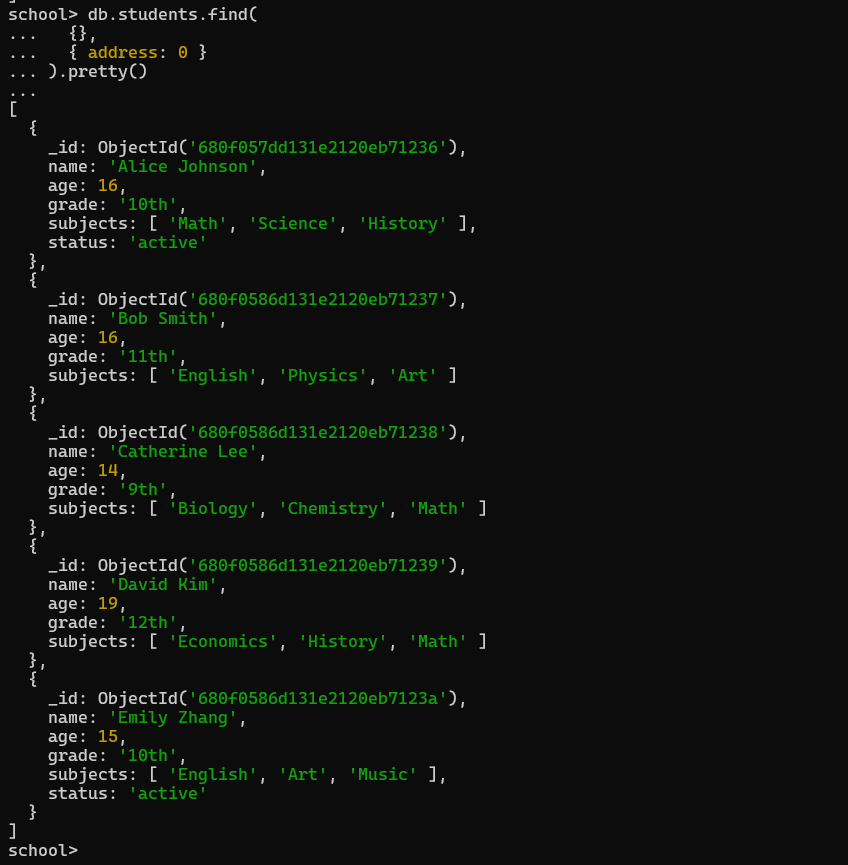 ]
school> db.students.find(
...   {},
...   { address: 0 }
... ).pretty()
...
[
  {
    _id: ObjectId('680f057dd131e2120eb71236'),
    name: 'Alice Johnson',
    age: 16,
    grade: '10th',
    subjects: [ 'Math', 'Science', 'History' ],
    status: 'active'
  },
  {
    _id: ObjectId('680f0586d131e2120eb71237'),
    name: 'Bob Smith',
    age: 16,
    grade: '11th',
    subjects: [ 'English', 'Physics', 'Art' ]
  },
  {
    _id: ObjectId('680f0586d131e2120eb71238'),
    name: 'Catherine Lee',
    age: 14,
    grade: '9th',
    subjects: [ 'Biology', 'Chemistry', 'Math' ]
  },
  {
    _id: ObjectId('680f0586d131e2120eb71239'),
    name: 'David Kim',
    age: 19,
    grade: '12th',
    subjects: [ 'Economics', 'History', 'Math' ]
  },
  {
    _id: ObjectId('680f0586d131e2120eb7123a'),
    name: 'Emily Zhang',
    age: 15,
    grade: '10th',
    subjects: [ 'English', 'Art', 'Music' ],
    status: 'active'
  }
]
school>